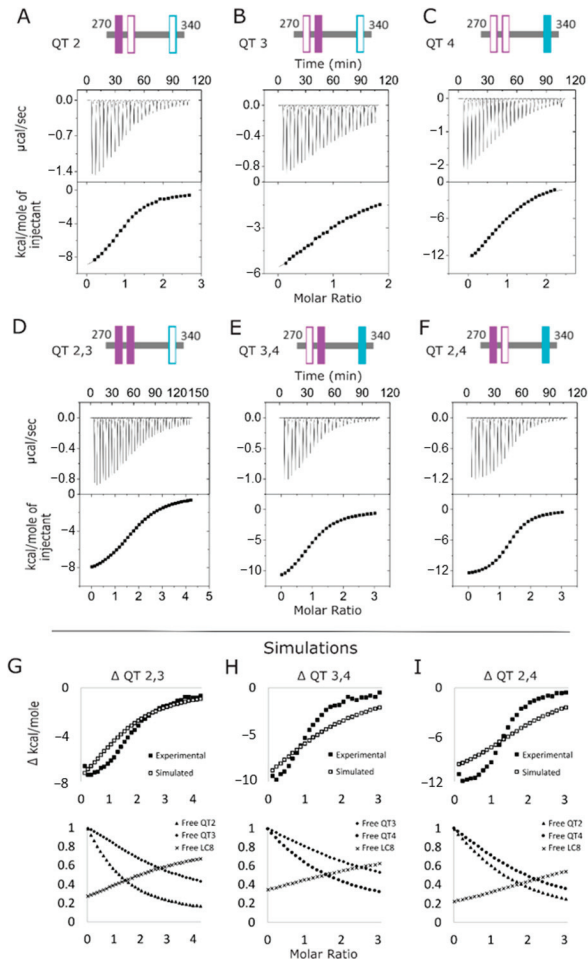 A
270
340
QT 2
B
270
340
QT 3
C
270
340
QT 4
Time (min)
0 30 60 90 120
0 30 60 90 120
0 30 60 90 120
µcal/sec
0.0
−0.7
−1.4
0.0
−0.4
−0.8
0
−1
−2
kcal/mole of
injectant
0
−4
−8
0
−3
−6
0
−6
−12
0 1 2 3
0 1 2
0 1 2
Molar Ratio
D
270
340
QT 2,3
E
270
340
QT 3,4
F
270
340
QT 2,4
Time (min)
0 30 60 90 120 150
0 20 40 60 80 100 120
0 20 40 60 80 100 120
µcal/sec
0.0
−0.4
−0.8
0.0
−0.5
−1.0
0.0
−0.6
−1.2
kcal/mole of
injectant
0
−4
−8
0
−5
−10
0
−6
−12
0 1 2 3 4 5
0 1 2 3
0 1 2 3
Molar Ratio
Simulations
G
Δ QT 2,3
H
Δ QT 3,4
I
Δ QT 2,4
Δ kcal/mole
0
−4
−8
Experimental
Simulated
0
−5
−10
Experimental
Simulated
0
−6
−12
Experimental
Simulated
1
0.8
0.6
0.4
0.2
0
Free QT2
Free QT3
Free LC8
1
0.8
0.6
0.4
0.2
0
Free QT3
Free QT4
Free LC8
1
0.8
0.6
0.4
0.2
0
Free QT2
Free QT4
Free LC8
0 1 2 3 4
0 1 2 3
0 1 2 3
Molar Ratio